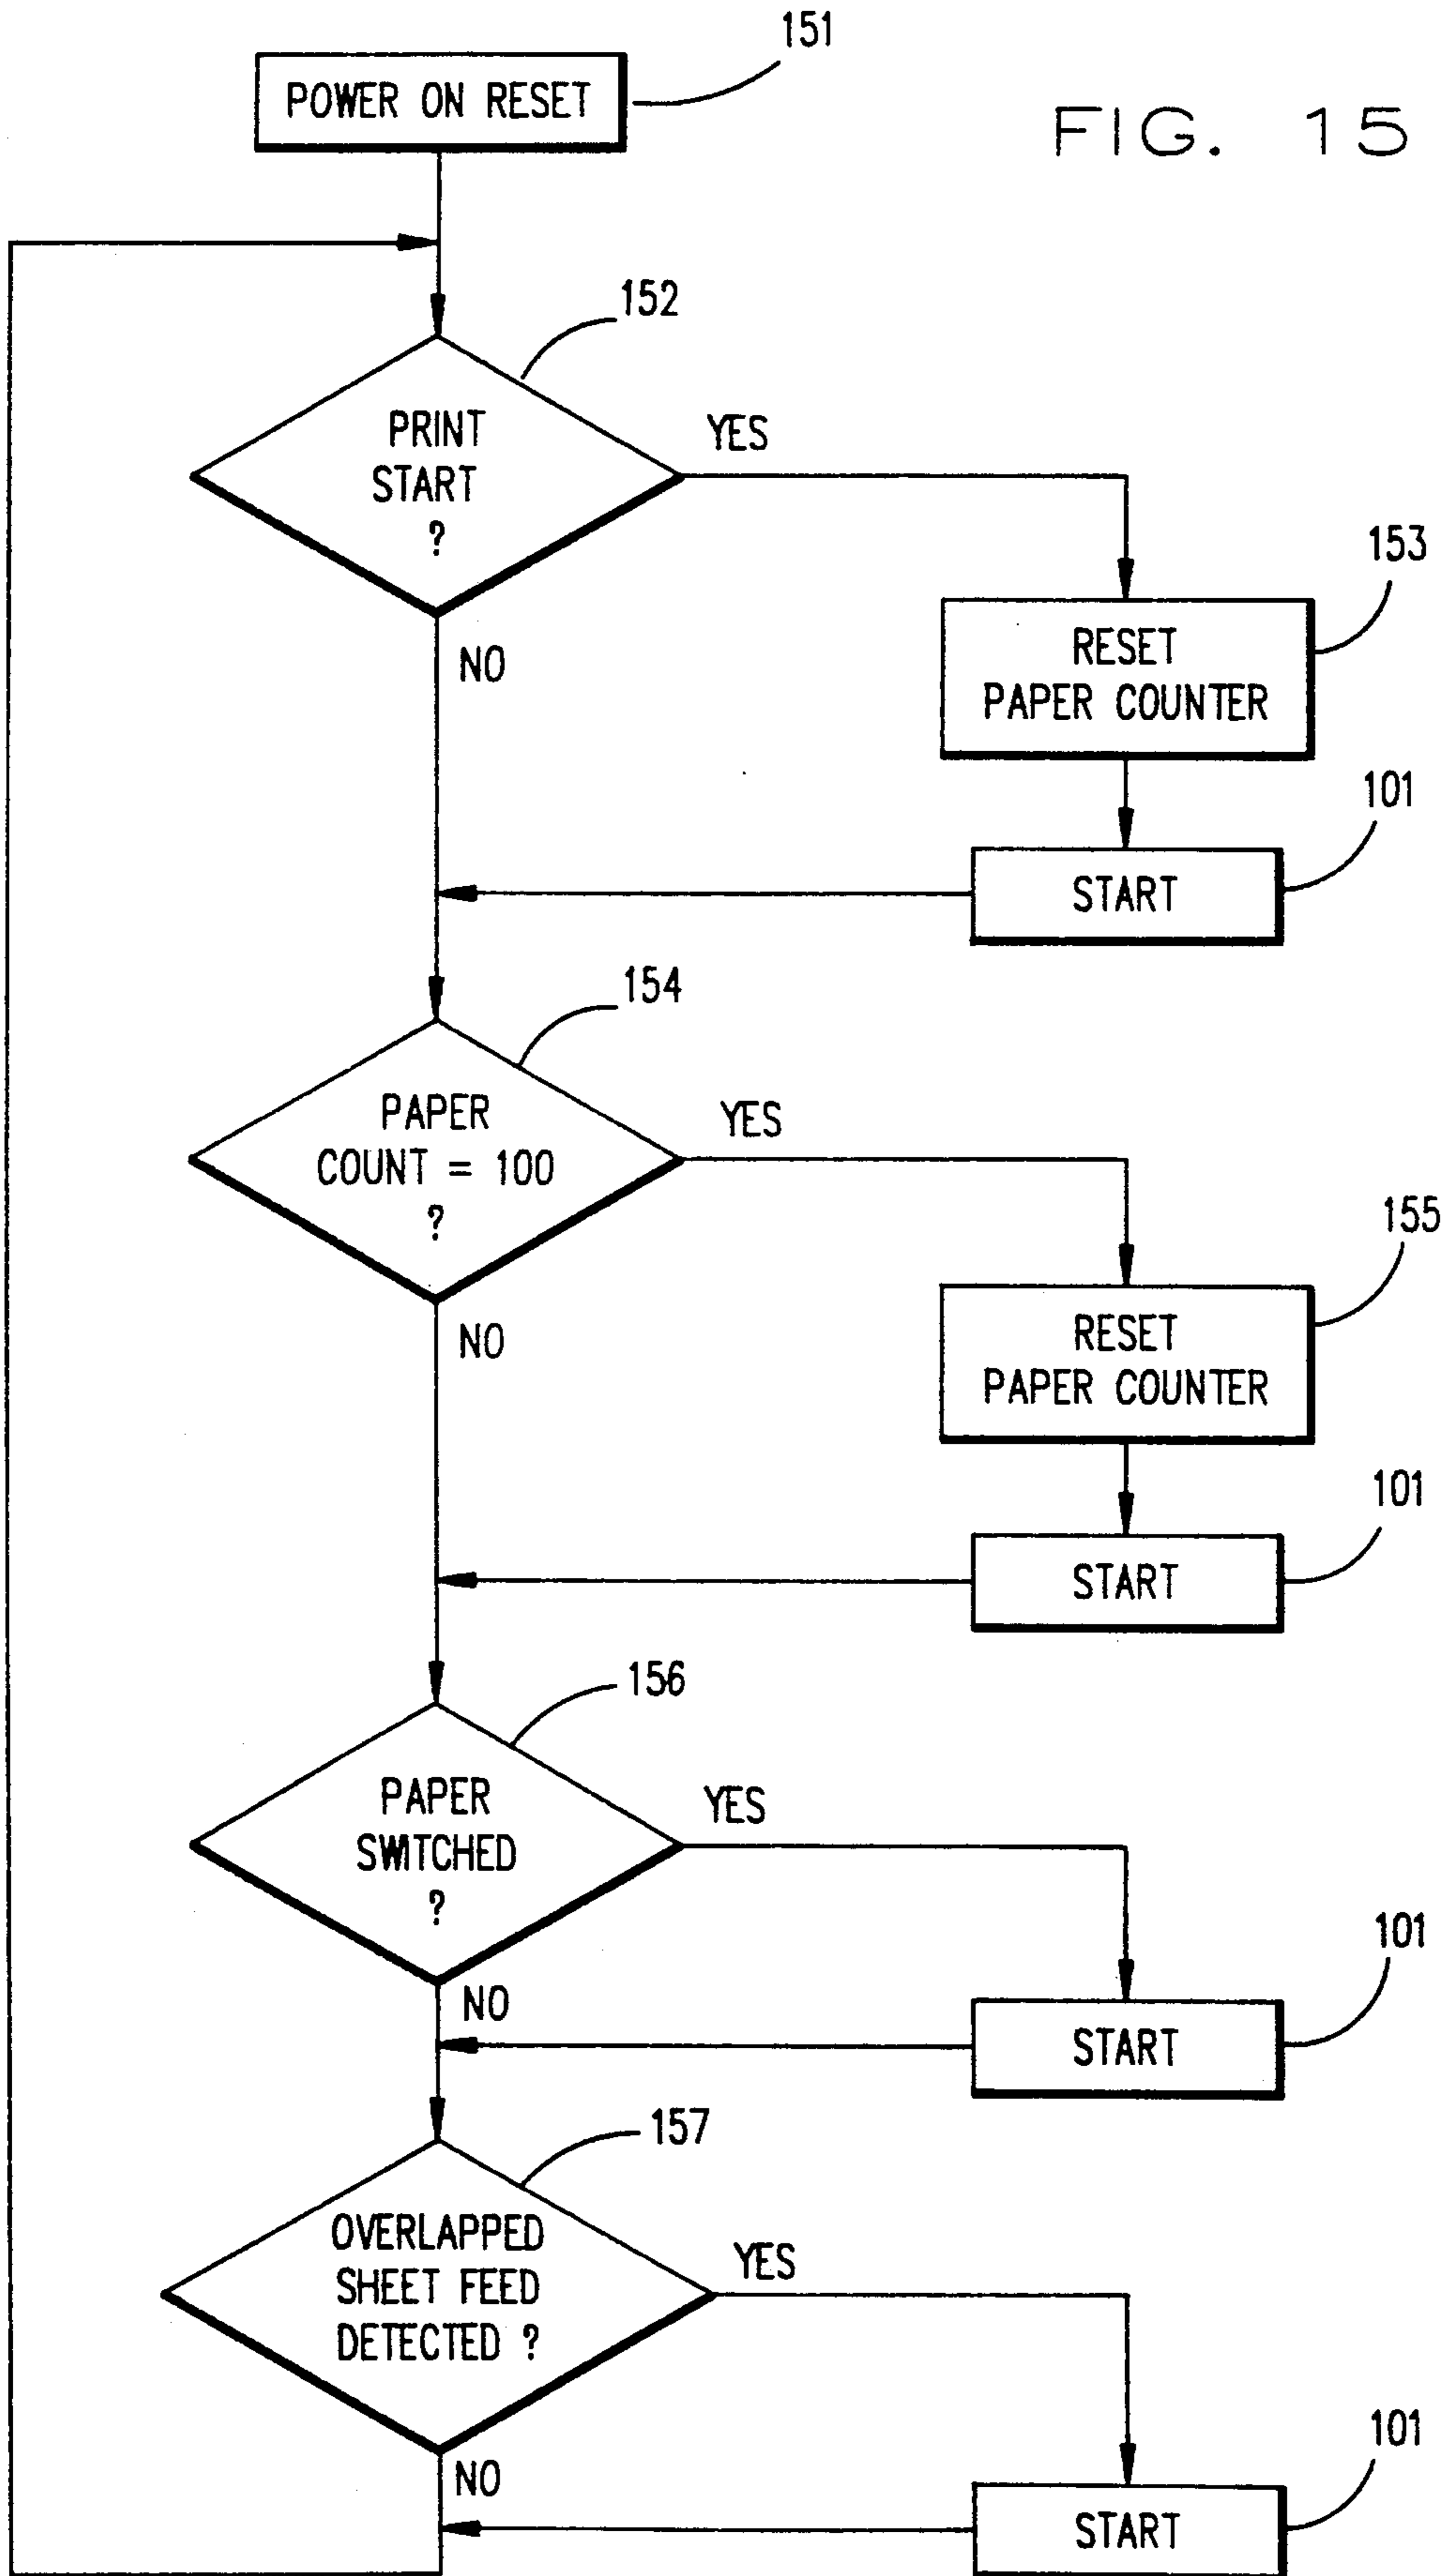 151
POWER ON RESET
FIG. 15
152
PRINT
START
?
YES
NO
153
RESET
PAPER COUNTER
101
START
154
PAPER
COUNT = 100
?
YES
NO
155
RESET
PAPER COUNTER
101
START
156
PAPER
SWITCHED
?
YES
NO
101
START
157
OVERLAPPED
SHEET FEED
DETECTED ?
YES
NO
101
START